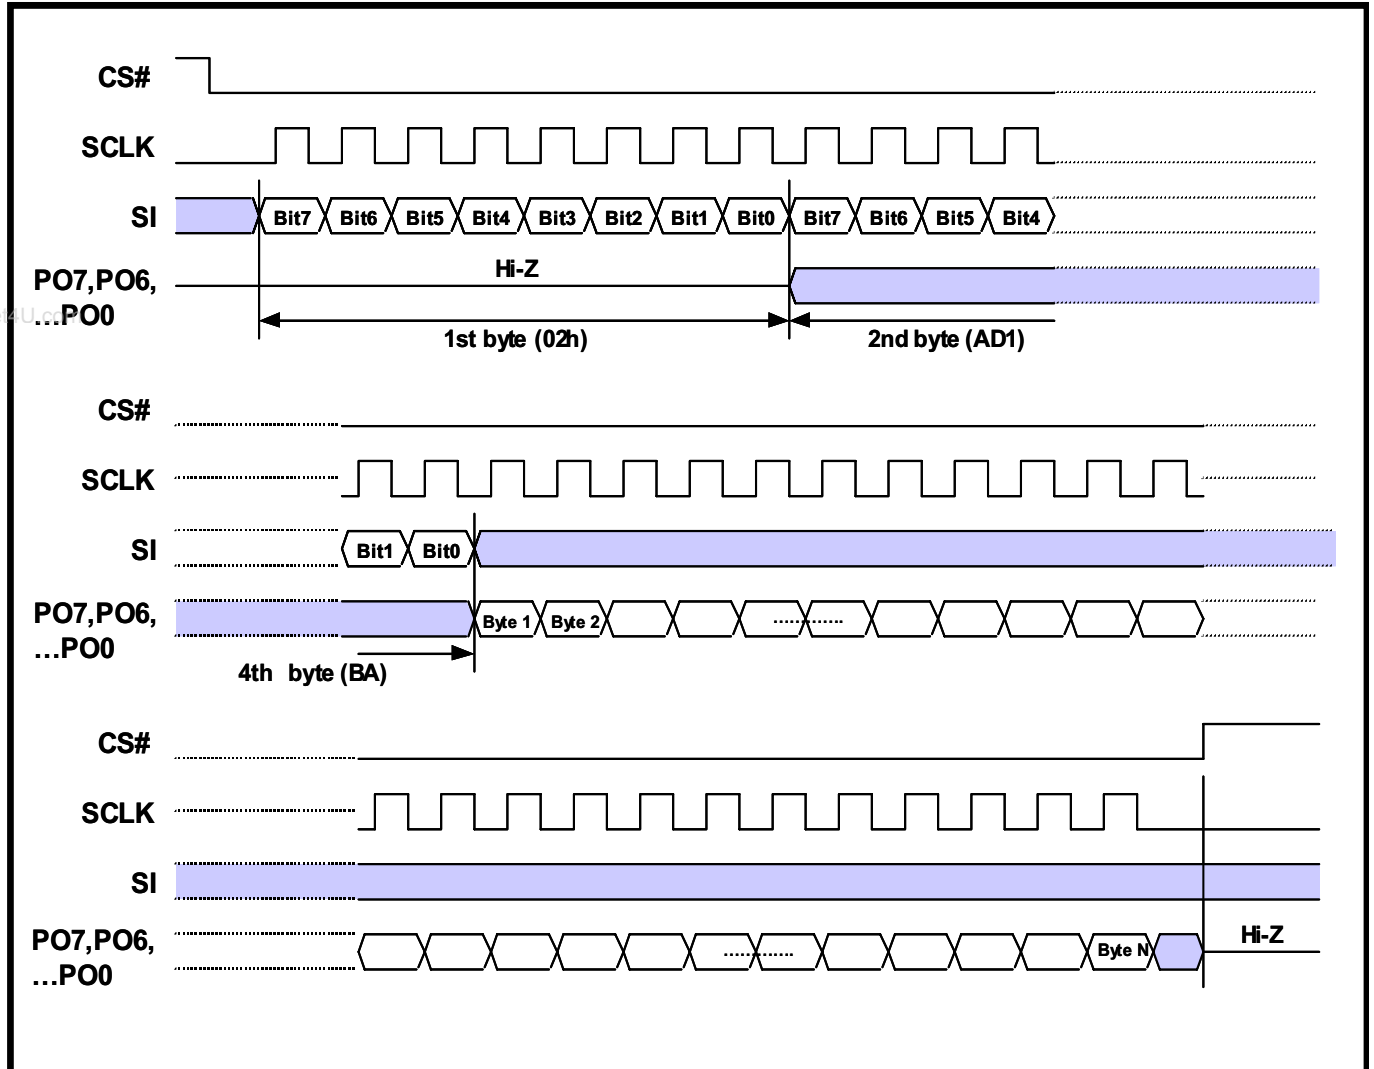 CS#
SCLK
SI Bit7 Bit6 Bit5 Bit4 Bit3 Bit2 Bit1 Bit0 Bit7 Bit6 Bit5 Bit4
Hi-Z
PO7,PO6,
...PO0
1st byte (02h) 2nd byte (AD1)
CS#
SCLK
SI Bit1 Bit0
PO7,PO6, Byte 1 Byte 2 .............
...PO0
4th byte (BA)
CS#
SCLK
SI
PO7,PO6, ............. Byte N Hi-Z
...PO0